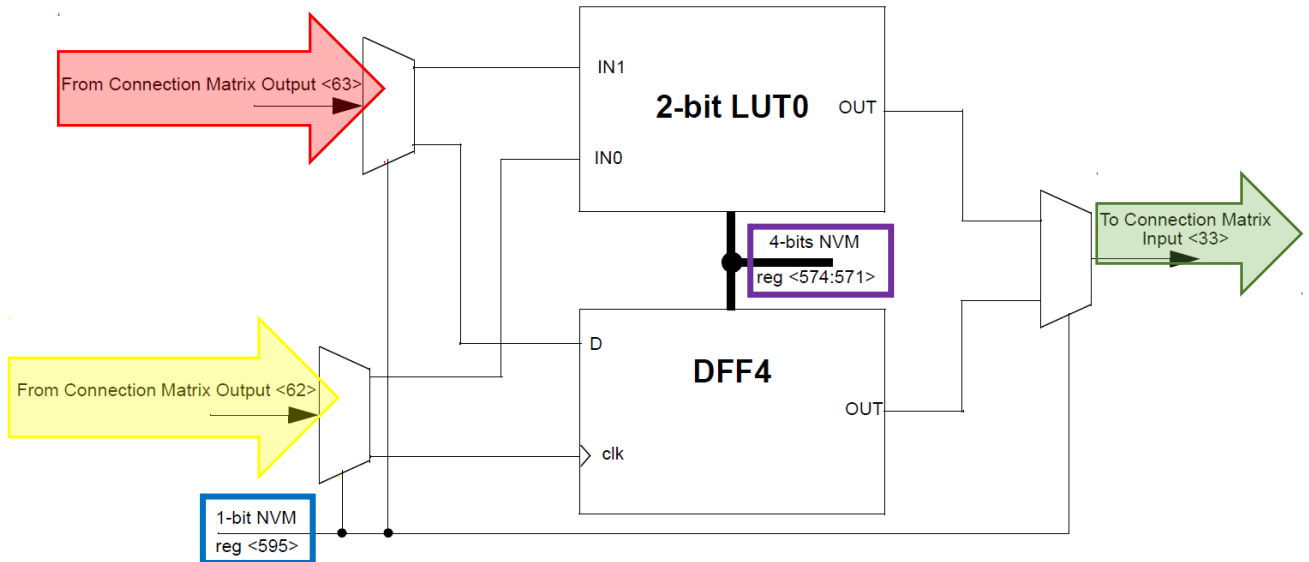 From Connection Matrix Output <63>
IN1
2-bit LUT0
OUT
IN0
To Connection Matrix
Input <33>
4-bits NVM
reg <574:571>
D
DFF4
From Connection Matrix Output <62>
OUT
clk
1-bit NVM
reg <595>